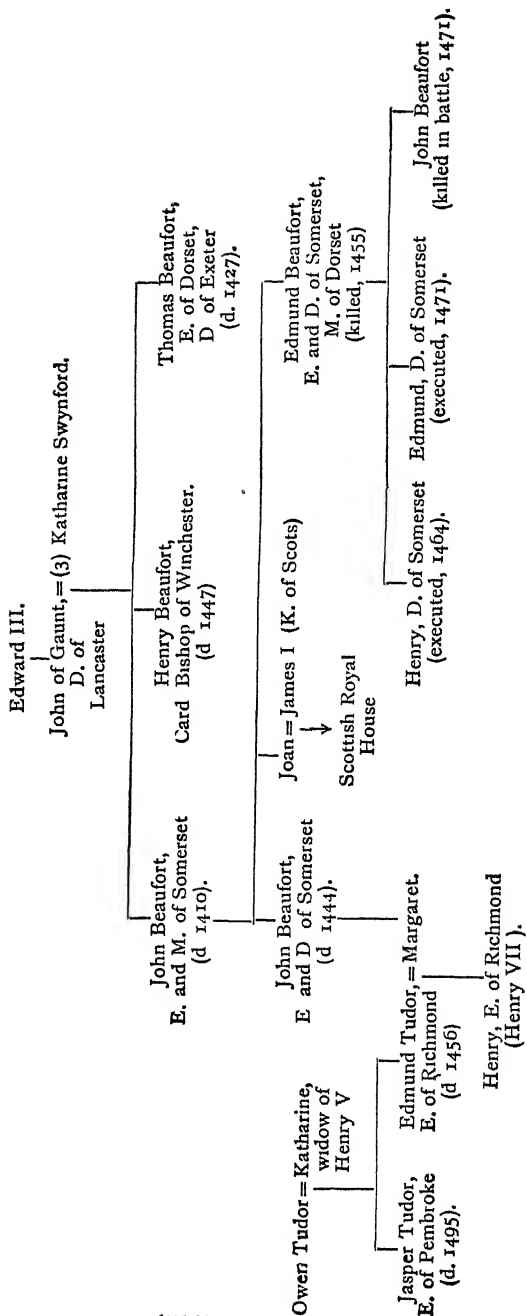 Edward III.
John of Gaunt,=(3) Katharine Swynford.
D. of
Lancaster
John Beaufort,
E. and M. of Somerset
(d 1410).
Henry Beaufort,
Card Bishop of Winchester.
(d 1447)
Thomas Beaufort,
E. of Dorset,
D of Exeter
(d. 1427).
John Beaufort,
E and D of Somerset
(d 1444)
Joan=James I (K. of Scots)
Scottish Royal
House
Edmund Beaufort,
E. and D. of Somerset,
M. of Dorset
(killed, 1455)
Owen Tudor=Katharine,
widow of
Henry V
Jasper Tudor,
E. of Pembroke
(d. 1495).
Edmund Tudor,=Margaret.
E. of Richmond
(d 1456)
Henry, D. of Somerset
(executed, 1464).
Edmund, D. of Somerset
(executed, 1471).
John Beaufort
(killed in battle, 1471).
Henry, E. of Richmond
(Henry VII).